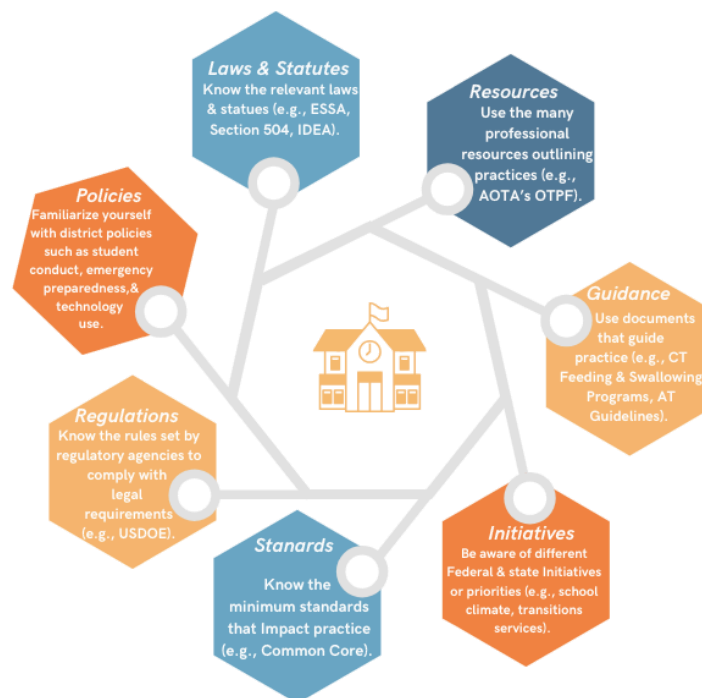 Laws & Statutes
Know the relevant laws
& statues (e.g., ESSA,
Section 504, IDEA).
Resources
Use the many
professional
resources outlining
practices (e.g.,
AOTA's OTPF).
Guidance
Use documents
that guide
practice (e.g., CT
Feeding & Swallowing
Programs, AT
Guidelines).
Initiatives
Be aware of different
Federal & state Initiatives
or priorities (e.g., school
climate, transitions
services).
Stanards
Know the
minimum standards
that Impact practice
(e.g., Common Core).
Regulations
Know the rules set by
regulatory agencies to
comply with
legal
requirements
(e.g., USDOE).
Policies
Familiarize yourself
with district policies
such as student
conduct, emergency
preparedness,&
technology
use.